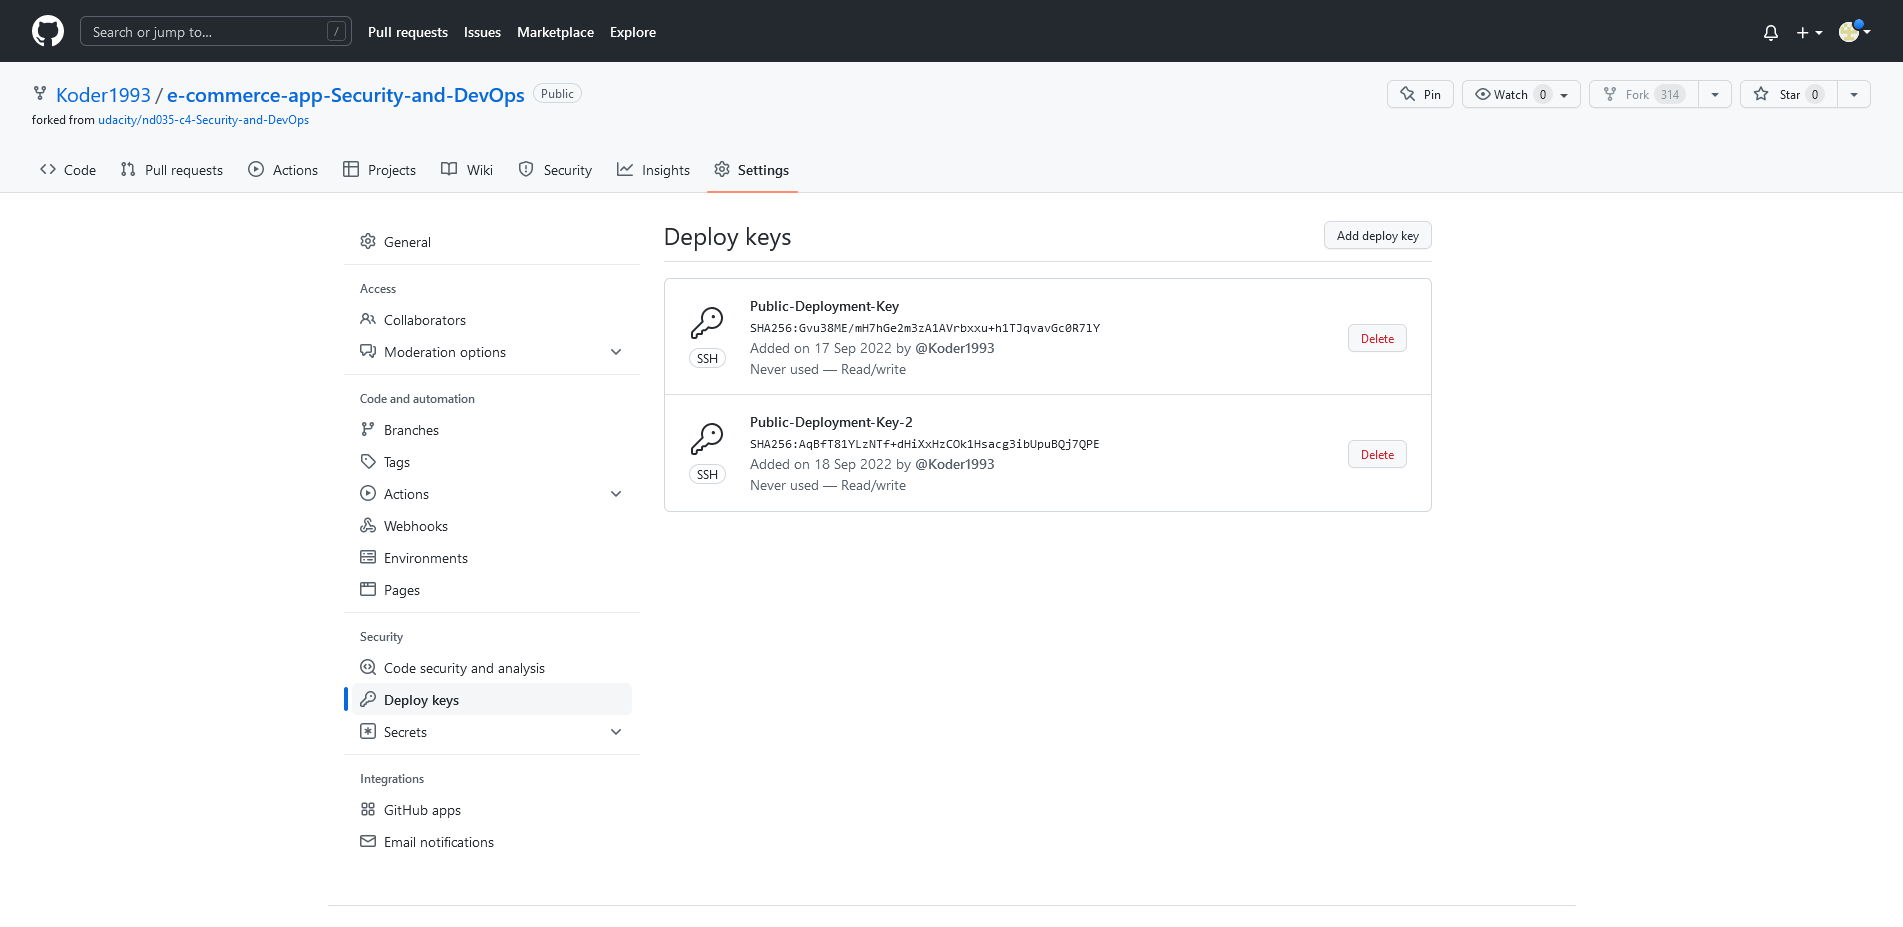 Search or jump to...
/
Pull requests
Issues
Marketplace
Explore
Koder1993 / e-commerce-app-Security-and-DevOps
Public
forked from udacity/nd035-c4-Security-and-DevOps
Pin
Watch 0
Fork 314
Star 0
Code
Pull requests
Actions
Projects
Wiki
Security
Insights
Settings
General
Access
Collaborators
Moderation options
Code and automation
Branches
Tags
Actions
Webhooks
Environments
Pages
Security
Code security and analysis
Deploy keys
Secrets
Integrations
GitHub apps
Email notifications
Deploy keys
Add deploy key
SSH
Public-Deployment-Key
SHA256:Gvu38ME/mH7hGe2m3zA1AVrbxxu+h1TJqvavGc0R7lY
Added on 17 Sep 2022 by @Koder1993
Never used — Read/write
Delete
SSH
Public-Deployment-Key-2
SHA256:AqBfT81YLzNTf+dHiXxHzCOk1Hsacg3ibUpuBQj7QPE
Added on 18 Sep 2022 by @Koder1993
Never used — Read/write
Delete